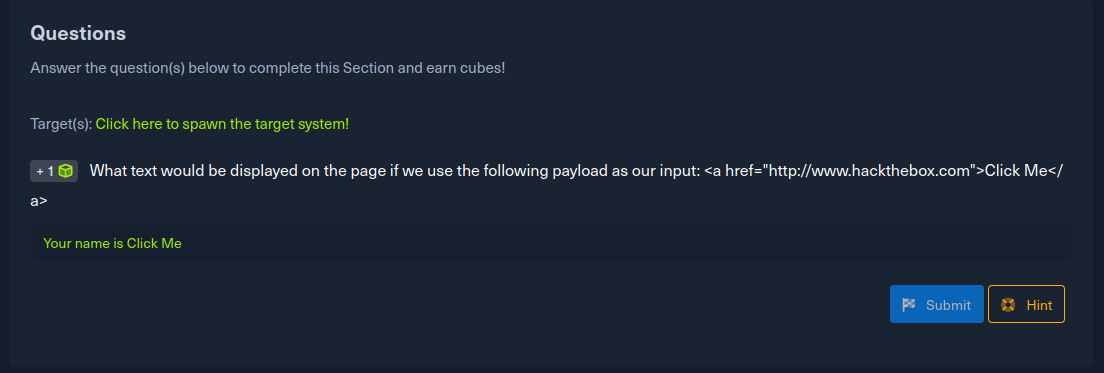 Questions
Answer the question(s) below to complete this Section and earn cubes!
Target(s): Click here to spawn the target system!
+ 1 What text would be displayed on the page if we use the following payload as our input: <a href="http://www.hackthebox.com">Click Me</
a>
Your name is Click Me
Submit Hint